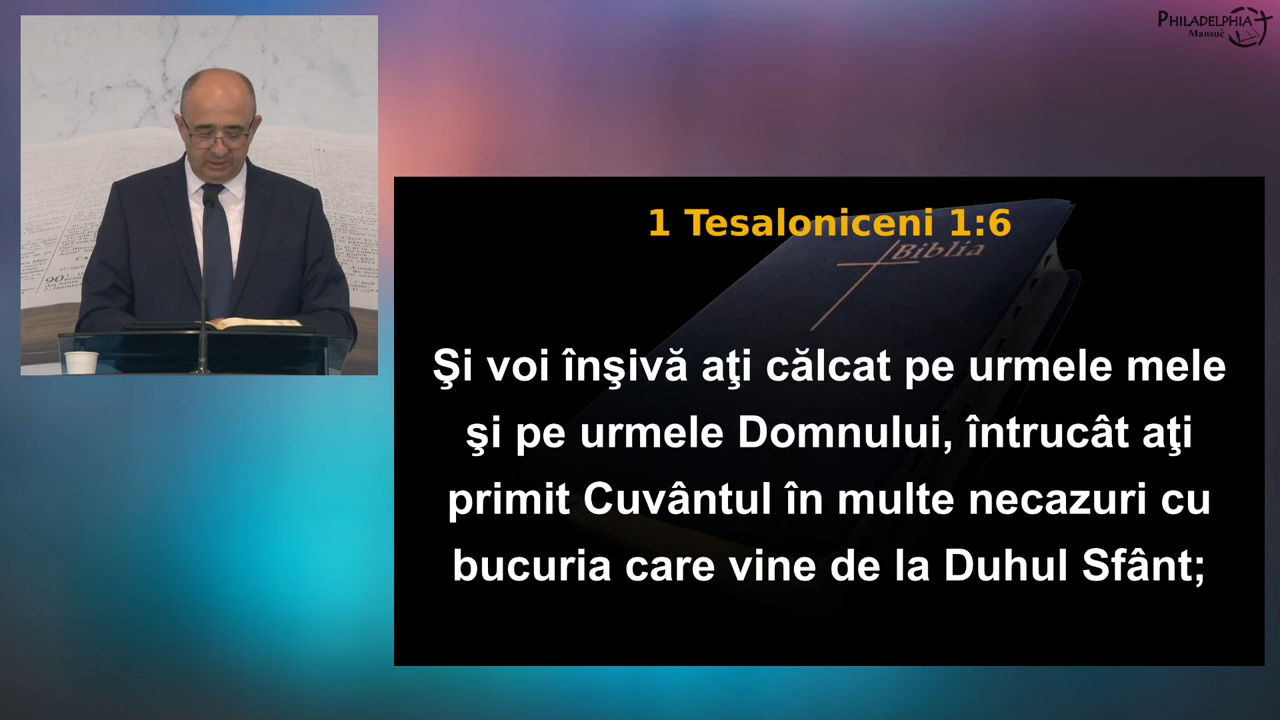 PHILADELPHIA
Mansuè
1 Tesaloniceni 1:6
Biblia
Şi voi înşivă aţi călcat pe urmele mele
şi pe urmele Domnului, întrucât aţi
primit Cuvântul în multe necazuri cu
bucuria care vine de la Duhul Sfânt;
90